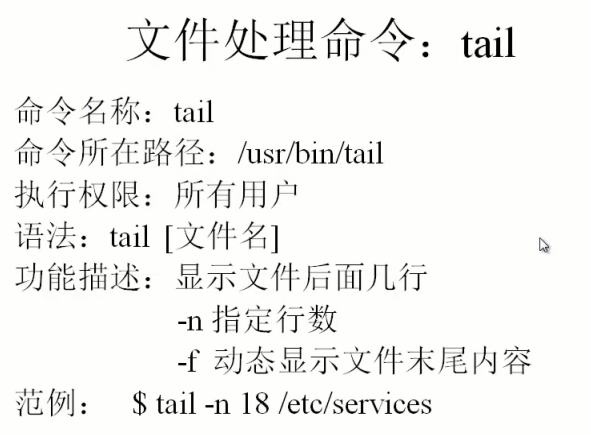 文件处理命令：tail
命令名称：tail
命令所在路径：/usr/bin/tail
执行权限：所有用户
语法：tail [文件名]
功能描述：显示文件后面几行
-n 指定行数
-f 动态显示文件末尾内容
范例： $ tail -n 18 /etc/services